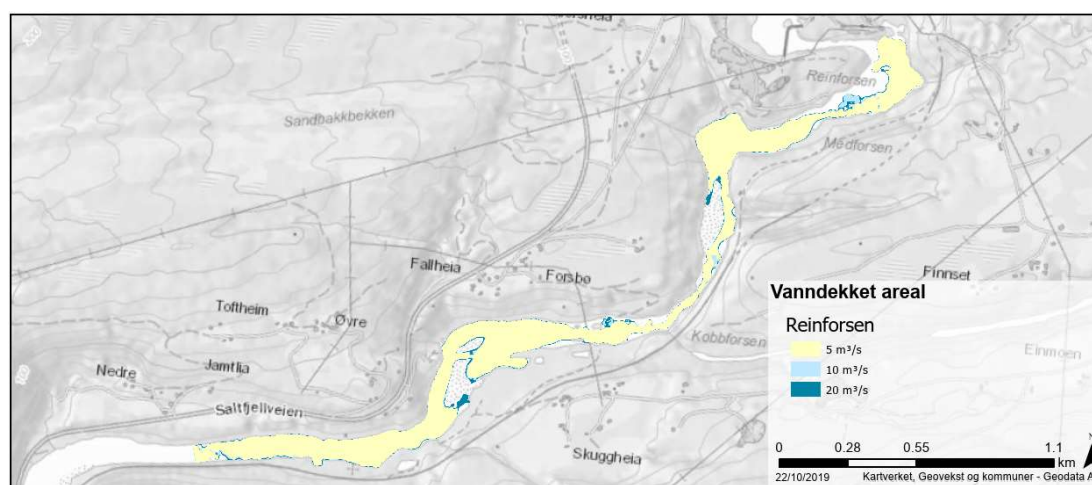 Reinforsen
Sandbakkbekken
Medforsen
Fallheia
Forsbø
Finnset
Toftheim
Øvre
Kobbforsen
Nedre
Jamtlia
Saltfjellveien
Skuggheia
Einmoen
Vanndekket areal
Reinforsen
5 m³/s
10 m³/s
20 m³/s
0 0.28 0.55 1.1
km
22/10/2019 Kartverket, Geovekst og kommuner - Geodata A